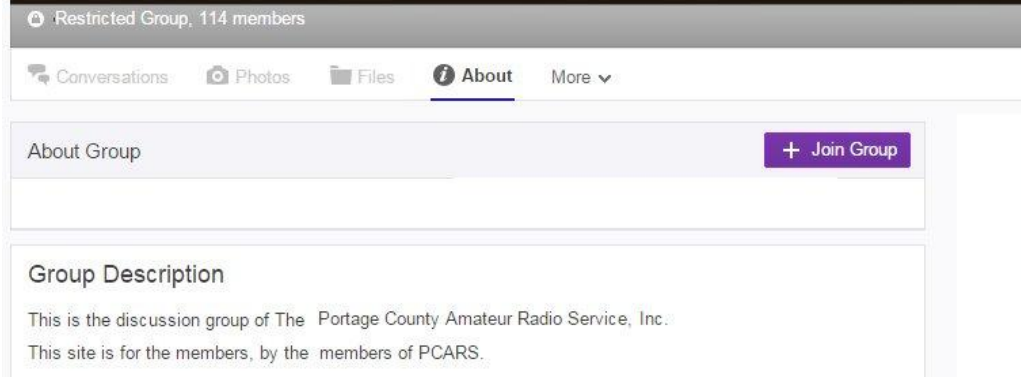 Restricted Group, 114 members
Conversations Photos Files About More
About Group + Join Group
Group Description
This is the discussion group of The Portage County Amateur Radio Service, Inc.
This site is for the members, by the members of PCARS.